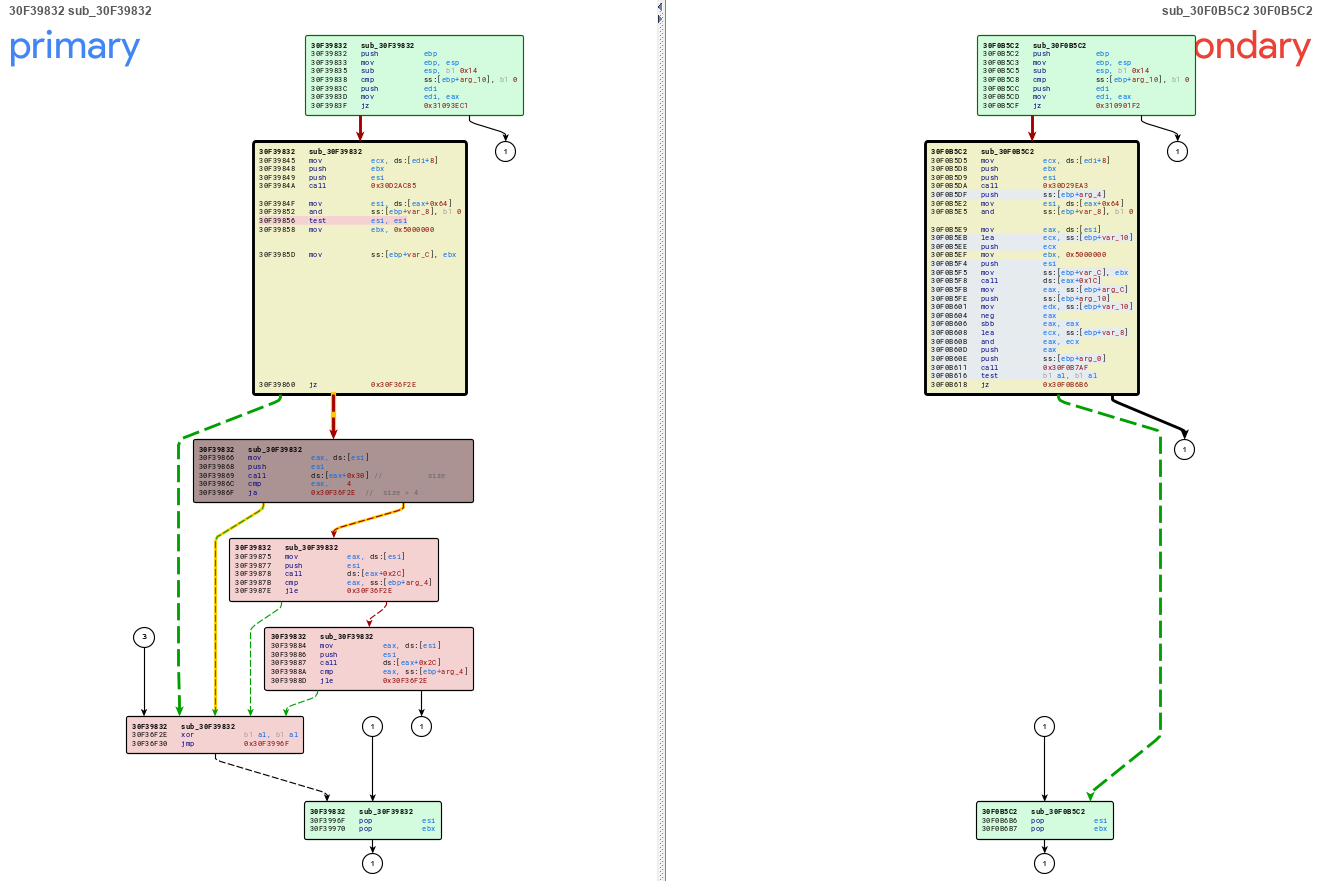 30F39832 sub_30F39832
primary
30F39832 sub_30F39832
30F39832 push ebp
30F39833 mov ebp, esp
30F39835 sub esp, b1 0x14
30F39838 cmp ss:[ebp+arg_10], b1 0
30F3983C push edi
30F3983D mov edi, eax
30F3983F jz 0x31093EC1
1
30F39832 sub_30F39832
30F39845 mov ecx, ds:[edi+8]
30F39848 push ebx
30F39849 push esi
30F3984A call 0x30D2AC85
30F3984F mov esi, ds:[eax+0x64]
30F39852 and ss:[ebp+var_8], b1 0
30F39856 test esi, esi
30F39858 mov ebx, 0x5000000
30F3985D mov ss:[ebp+var_C], ebx
30F39860 jz 0x30F36F2E
30F39832 sub_30F39832
30F39866 mov eax, ds:[esi]
30F39868 push esi
30F39869 call ds:[eax+0x30] // size
30F3986C cmp eax, 4
30F3986F ja 0x30F36F2E // size > 4
30F39832 sub_30F39832
30F39875 mov eax, ds:[esi]
30F39877 push esi
30F39878 call ds:[eax+0x2C]
30F3987B cmp eax, ss:[ebp+arg_4]
30F3987E jle 0x30F36F2E
3
30F39832 sub_30F39832
30F39884 mov eax, ds:[esi]
30F39886 push esi
30F39887 call ds:[eax+0x2C]
30F3988A cmp eax, ss:[ebp+arg_4]
30F3988D jle 0x30F36F2E
30F39832 sub_30F39832
30F36F2E xor b1 al, b1 al
30F36F30 jmp 0x30F3996F
1
1
30F39832 sub_30F39832
30F3996F pop esi
30F39970 pop ebx
1
sub_30F0B5C2 30F0B5C2
ondary
30F0B5C2 sub_30F0B5C2
30F0B5C2 push ebp
30F0B5C3 mov ebp, esp
30F0B5C5 sub esp, b1 0x14
30F0B5C8 cmp ss:[ebp+arg_10], b1 0
30F0B5CC push edi
30F0B5CD mov edi, eax
30F0B5CF jz 0x310901F2
1
30F0B5C2 sub_30F0B5C2
30F0B5D5 mov ecx, ds:[edi+8]
30F0B5D8 push ebx
30F0B5D9 push esi
30F0B5DA call 0x30D29EA3
30F0B5DF push ss:[ebp+arg_4]
30F0B5E2 mov esi, ds:[eax+0x64]
30F0B5E5 and ss:[ebp+var_8], b1 0
30F0B5E9 mov eax, ds:[esi]
30F0B5EB lea ecx, ss:[ebp+var_10]
30F0B5EE push ecx
30F0B5EF mov ebx, 0x5000000
30F0B5F4 push esi
30F0B5F5 mov ss:[ebp+var_C], ebx
30F0B5F8 call ds:[eax+0x1C]
30F0B5FB mov eax, ss:[ebp+arg_C]
30F0B5FE push ss:[ebp+arg_10]
30F0B601 mov edx, ss:[ebp+var_10]
30F0B604 neg eax
30F0B606 sbb eax, eax
30F0B608 lea ecx, ss:[ebp+var_8]
30F0B60B and eax, ecx
30F0B60D push eax
30F0B60E push ss:[ebp+arg_0]
30F0B611 call 0x30F0B7AF
30F0B616 test b1 al, b1 al
30F0B618 jz 0x30F0B6B6
1
1
30F0B5C2 sub_30F0B5C2
30F0B6B6 pop esi
30F0B6B7 pop ebx
1